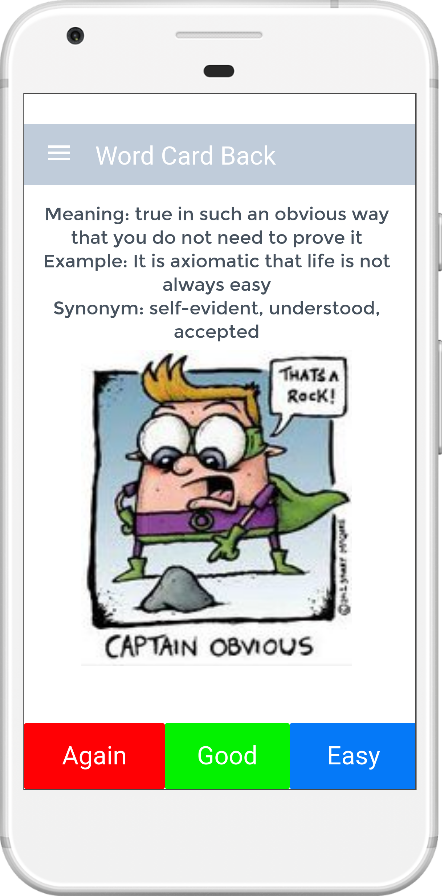 Word Card Back
Meaning: true in such an obvious way
that you do not need to prove it
Example: It is axiomatic that life is not
always easy
Synonym: self-evident, understood,
accepted
THAT'S A
ROCK!
CAPTAIN OBVIOUS
Again
Good
Easy